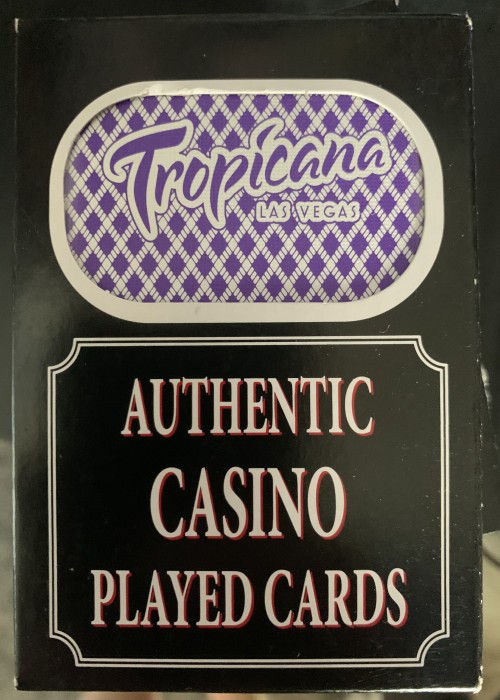 Tropicana
LAS VEGAS
AUTHENTIC
CASINO
PLAYED CARDS